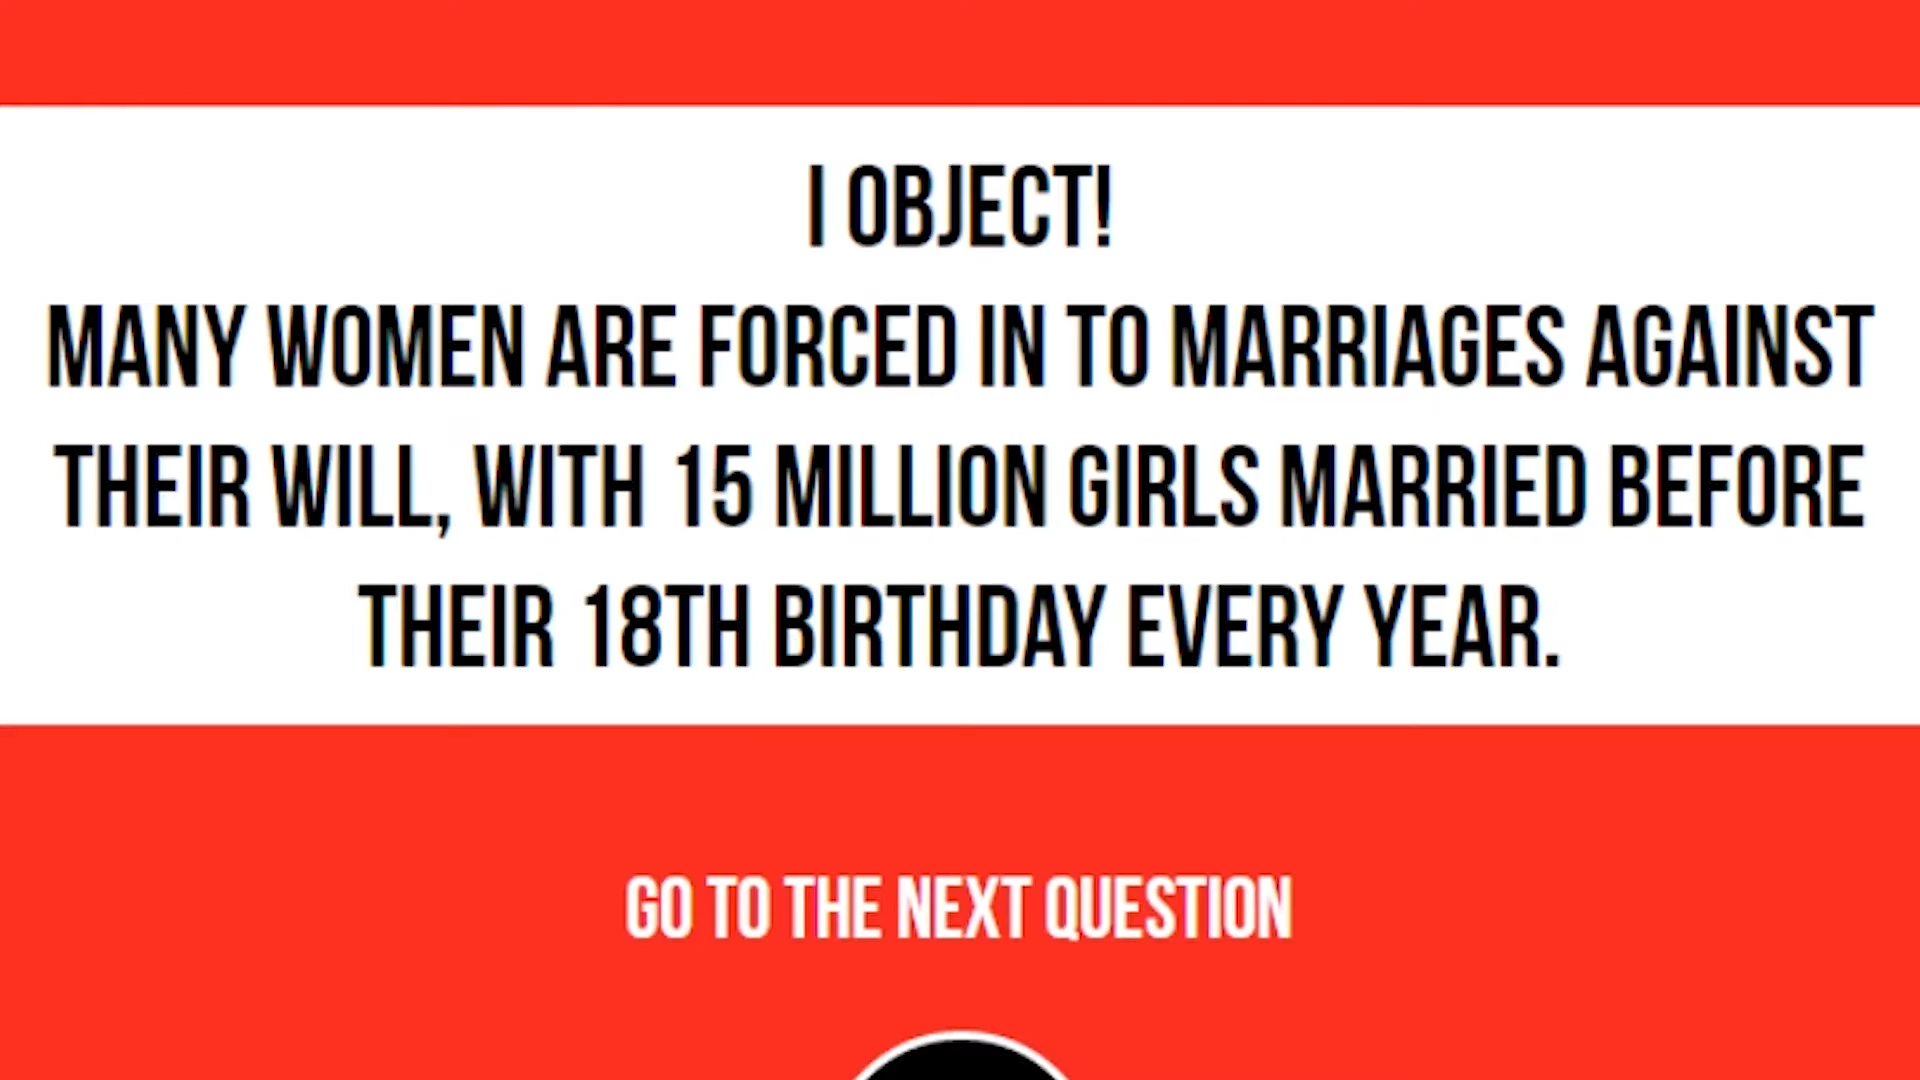 I OBJECT!
MANY WOMEN ARE FORCED IN TO MARRIAGES AGAINST
THEIR WILL, WITH 15 MILLION GIRLS MARRIED BEFORE
THEIR 18TH BIRTHDAY EVERY YEAR.
GO TO THE NEXT QUESTION